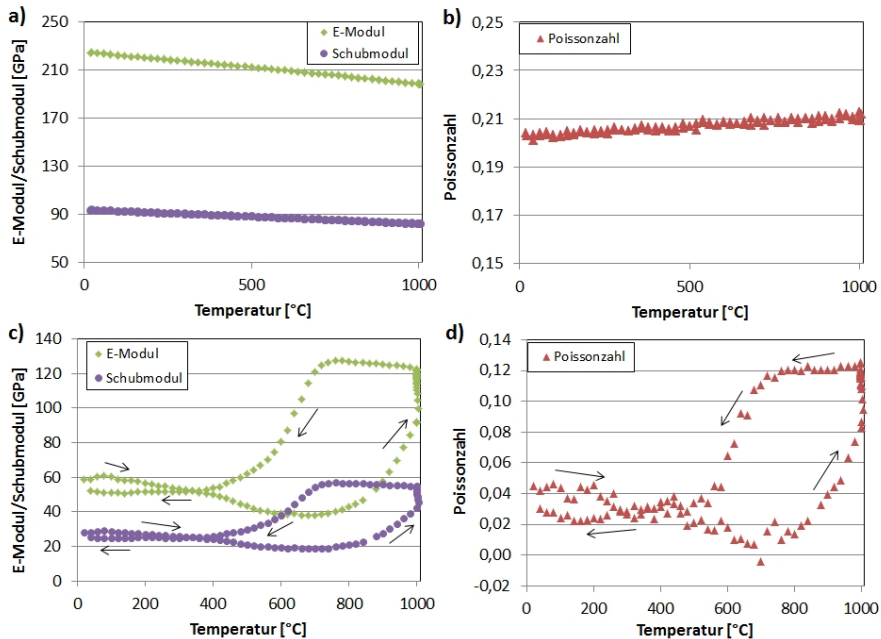 a)
E-Modul
Schubmodul
250
210
170
130
90
50
E-Modul/Schubmodul [GPa]
0 500 1000
Temperatur [°C]
b)
Poissonzahl
0,25
0,23
0,21
0,19
0,17
0,15
Poissonzahl
0 500 1000
Temperatur [°C]
c)
E-Modul
Schubmodul
140
120
100
80
60
40
20
0
E-Modul/Schubmodul [GPa]
0 200 400 600 800 1000
Temperatur [°C]
d)
Poissonzahl
0,14
0,12
0,10
0,08
0,06
0,04
0,02
0,00
-0,02
Poissonzahl
0 200 400 600 800 1000
Temperatur [°C]